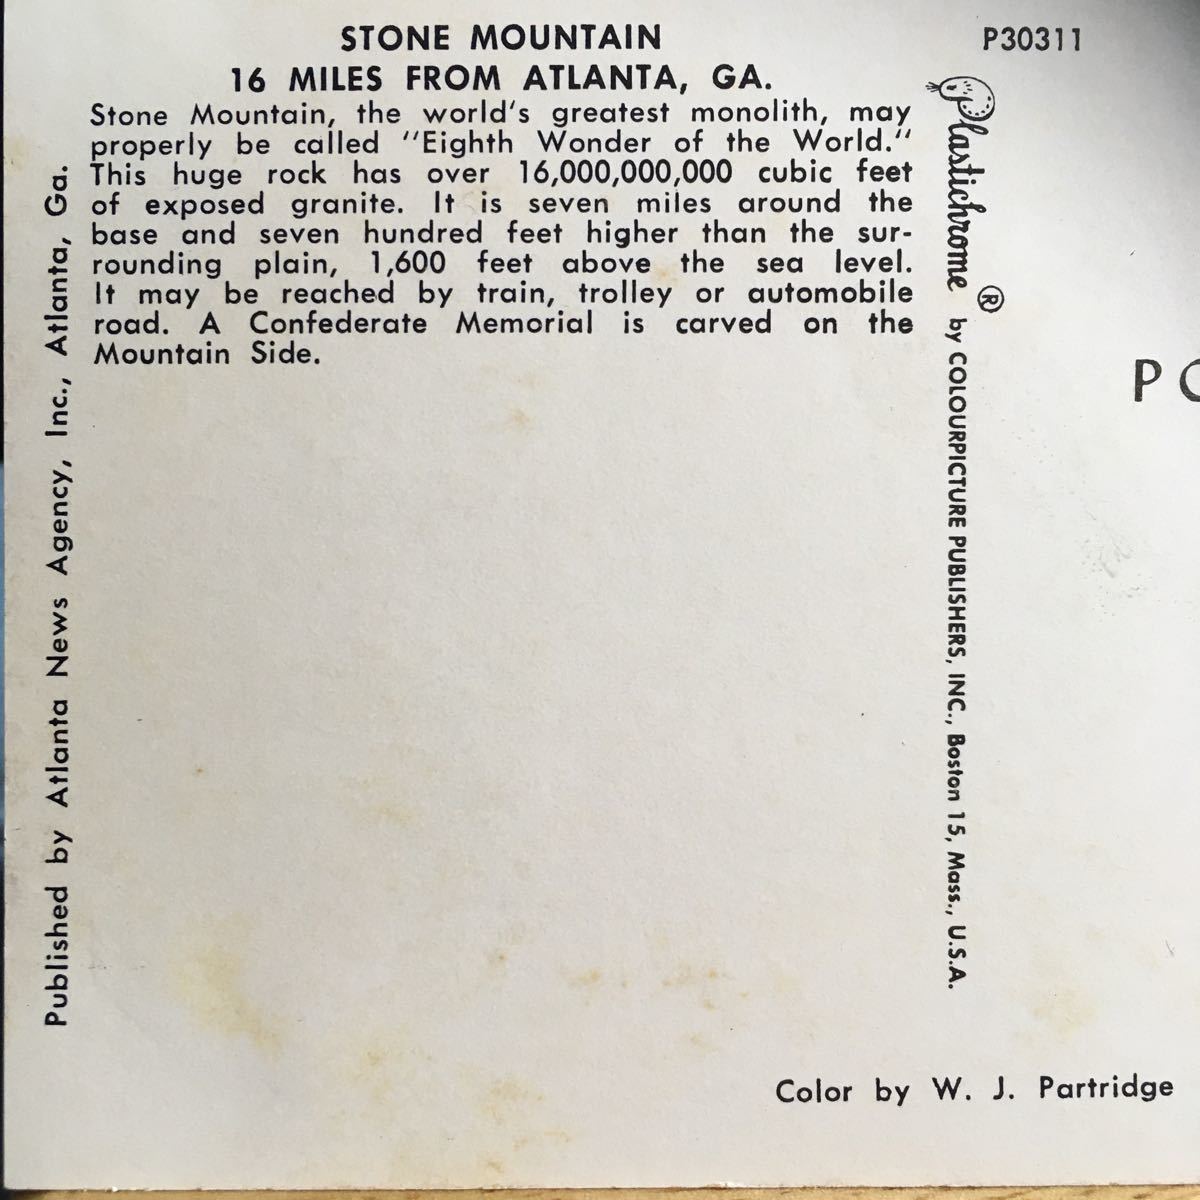 STONE MOUNTAIN
16 MILES FROM ATLANTA, GA.
Stone Mountain, the world's greatest monolith, may
properly be called "Eighth Wonder of the World."
This huge rock has over 16,000,000,000 cubic feet
of exposed granite. It is seven miles around the
base and seven hundred feet higher than the sur-
rounding plain, 1,600 feet above the sea level.
It may be reached by train, trolley or automobile
road. A Confederate Memorial is carved on the
Mountain Side.
Published by Atlanta News Agency, Inc., Atlanta, Ga.
P30311
Plastichrome ® by COLOURPICTURE PUBLISHERS, INC., Boston 15, Mass., U.S.A.
PO
Color by W. J. Partridge